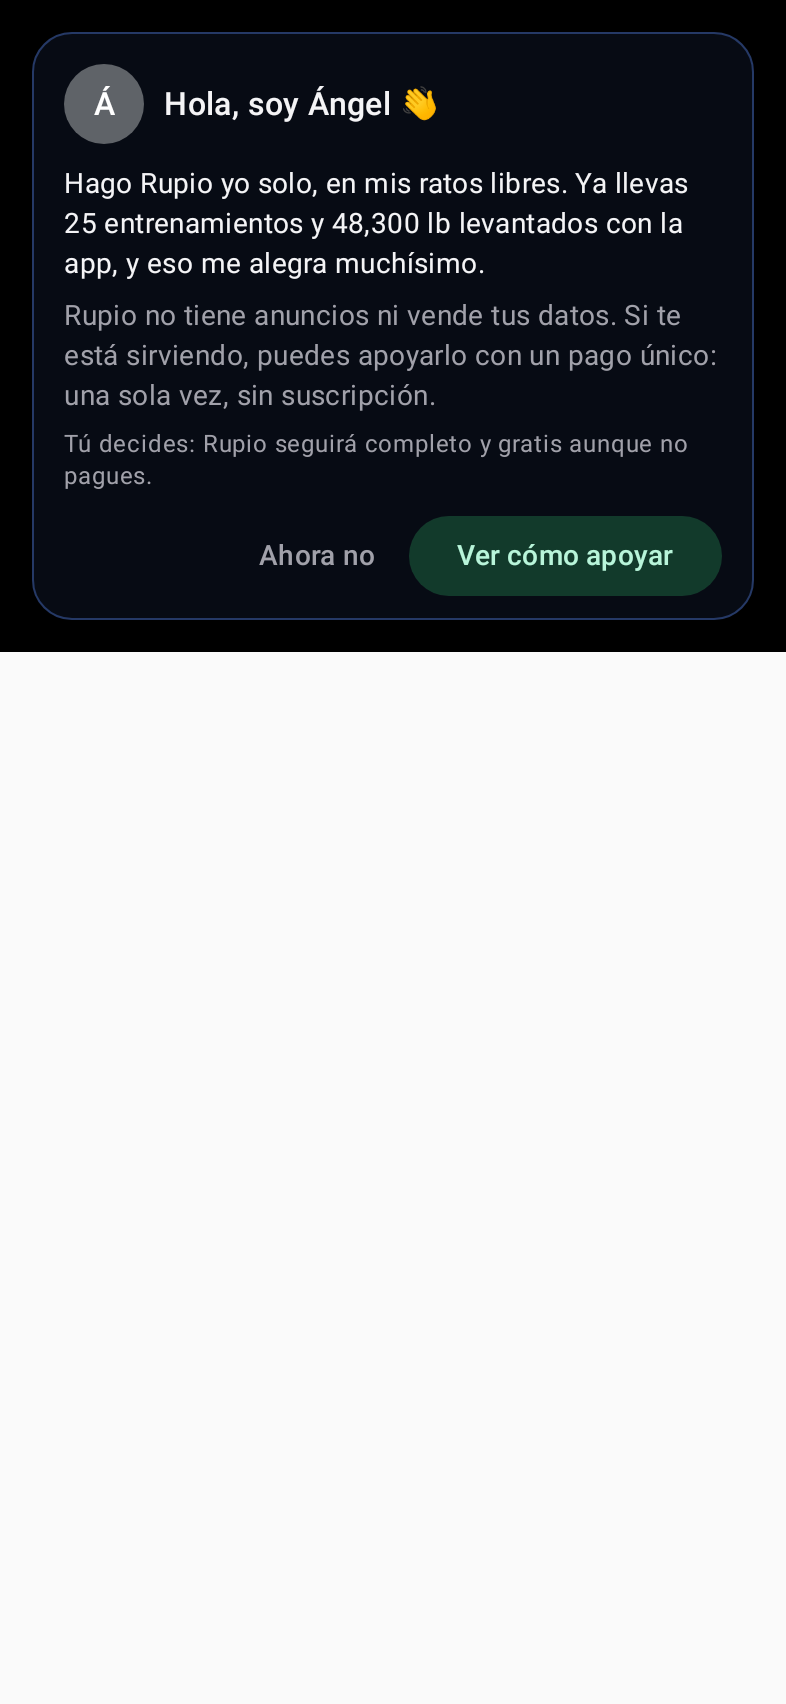 Á
Hola, soy Ángel 👋
Hago Rupio yo solo, en mis ratos libres. Ya llevas
25 entrenamientos y 48,300 lb levantados con la
app, y eso me alegra muchísimo.
Rupio no tiene anuncios ni vende tus datos. Si te
está sirviendo, puedes apoyarlo con un pago único:
una sola vez, sin suscripción.
Tú decides: Rupio seguirá completo y gratis aunque no
pagues.
Ahora no
Ver cómo apoyar